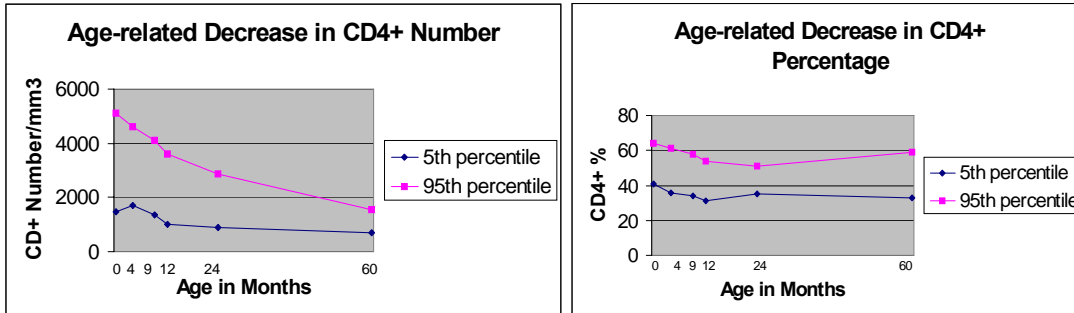 Age-related Decrease in CD4+ Number
6000
4000
2000
0
CD+ Number/mm3
0 4 9 12 24 60
Age in Months
5th percentile
95th percentile
Age-related Decrease in CD4+
Percentage
80
60
40
20
0
CD4+ %
0 4 9 12 24 60
Age in Months
5th percentile
95th percentile